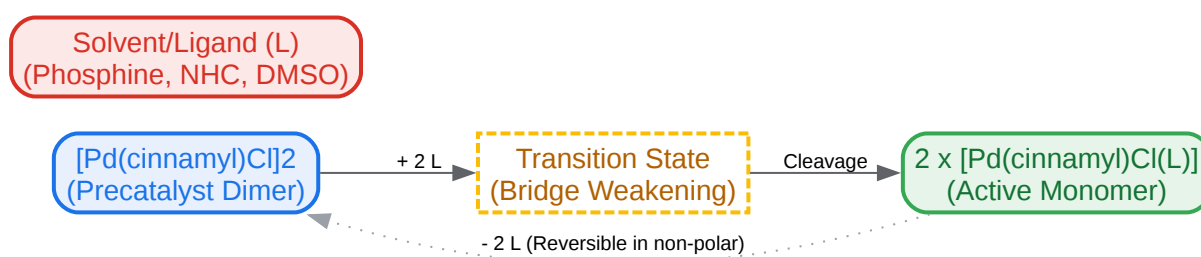 Solvent/Ligand (L)
(Phosphine, NHC, DMSO)
[Pd(cinnamyl)Cl]2
(Precatalyst Dimer)
+ 2 L
Transition State
(Bridge Weakening)
Cleavage
2 x [Pd(cinnamyl)Cl(L)]
(Active Monomer)
- 2 L (Reversible in non-polar)